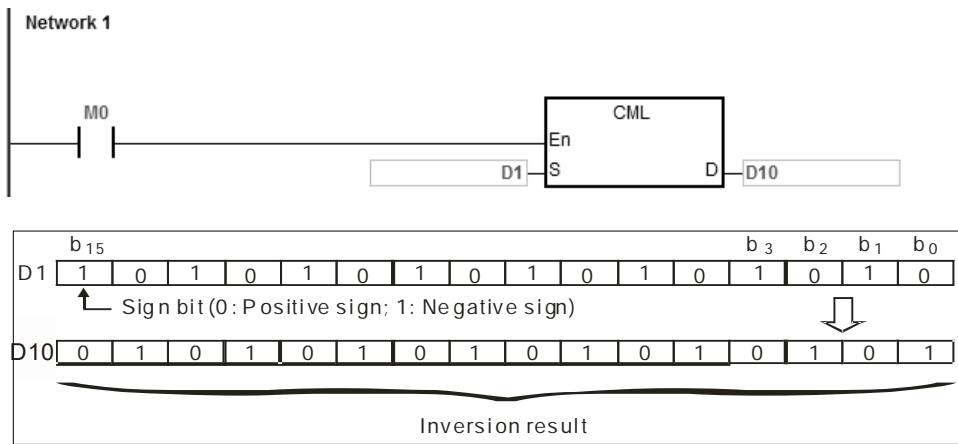 Network 1
M0
CML
En
D1 S D D10
b15 b3 b2 b1 b0
D1 1 0 1 0 1 0 1 0 1 0 1 0 1 0 1 0
Sign bit (0: Positive sign; 1: Negative sign)
D10 0 1 0 1 0 1 0 1 0 1 0 1 0 1 0 1
Inversion result